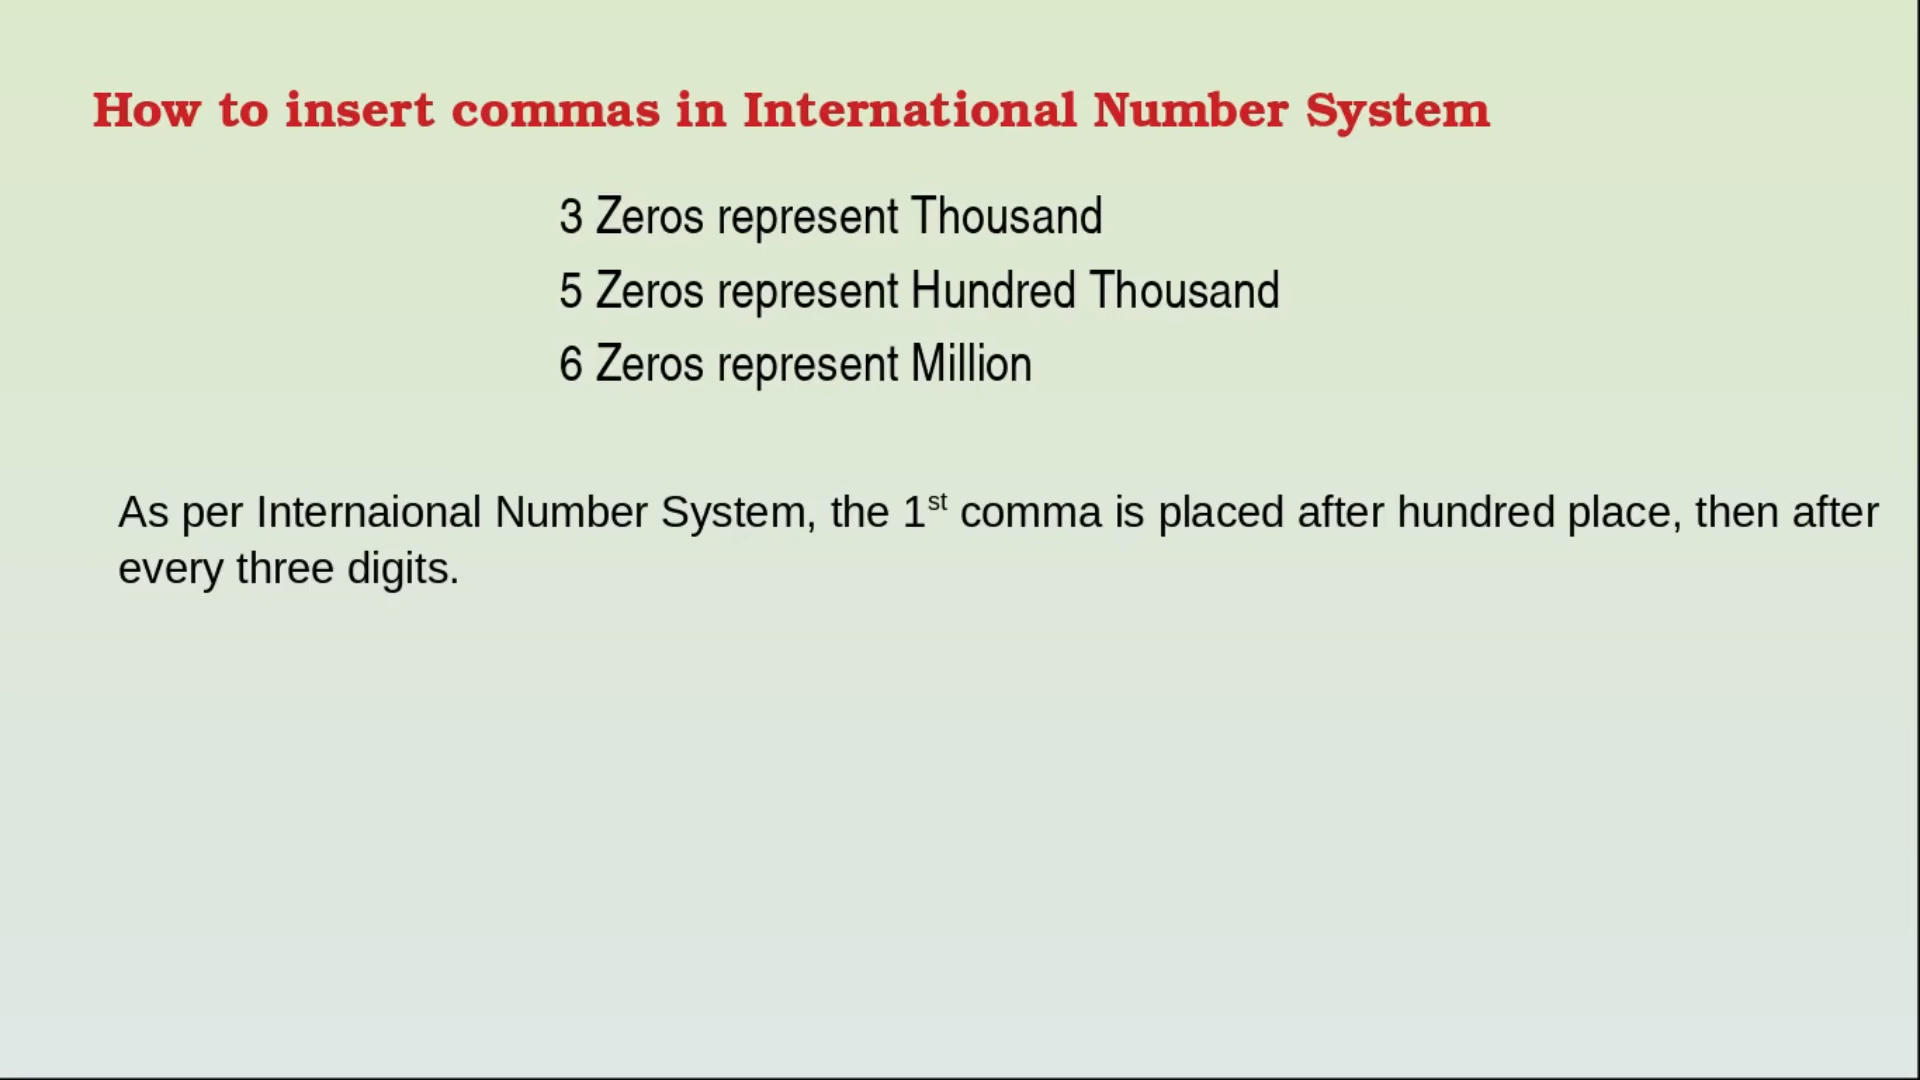 How to insert commas in International Number System
3 Zeros represent Thousand
5 Zeros represent Hundred Thousand
6 Zeros represent Million
As per Internaional Number System, the 1st comma is placed after hundred place, then after
every three digits.